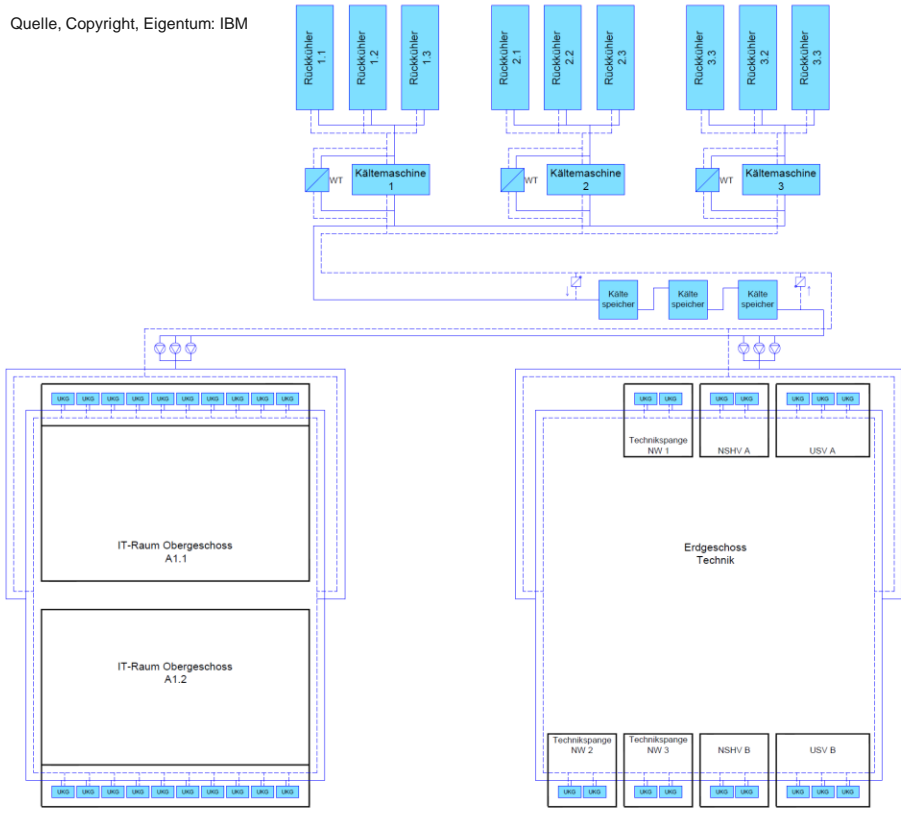 Quelle, Copyright, Eigentum: IBM
Rückkühler
1.1
Rückkühler
1.2
Rückkühler
1.3
Rückkühler
2.1
Rückkühler
2.2
Rückkühler
2.3
Rückkühler
3.3
Rückkühler
3.2
Rückkühler
3.3
WT
Kältemaschine
1
WT
Kältemaschine
2
WT
Kältemaschine
3
Kälte
speicher
Kälte
speicher
Kälte
speicher
UKG UKG UKG UKG UKG UKG UKG UKG UKG UKG
IT-Raum Obergeschoss
A1.1
IT-Raum Obergeschoss
A1.2
UKG UKG UKG UKG UKG UKG UKG UKG UKG UKG
UKG UKG
Technikspange
NW 1
UKG UKG
NSHV A
UKG UKG UKG
USV A
Erdgeschoss
Technik
Technikspange
NW 2
UKG UKG
Technikspange
NW 3
UKG UKG
NSHV B
UKG UKG
USV B
UKG UKG UKG